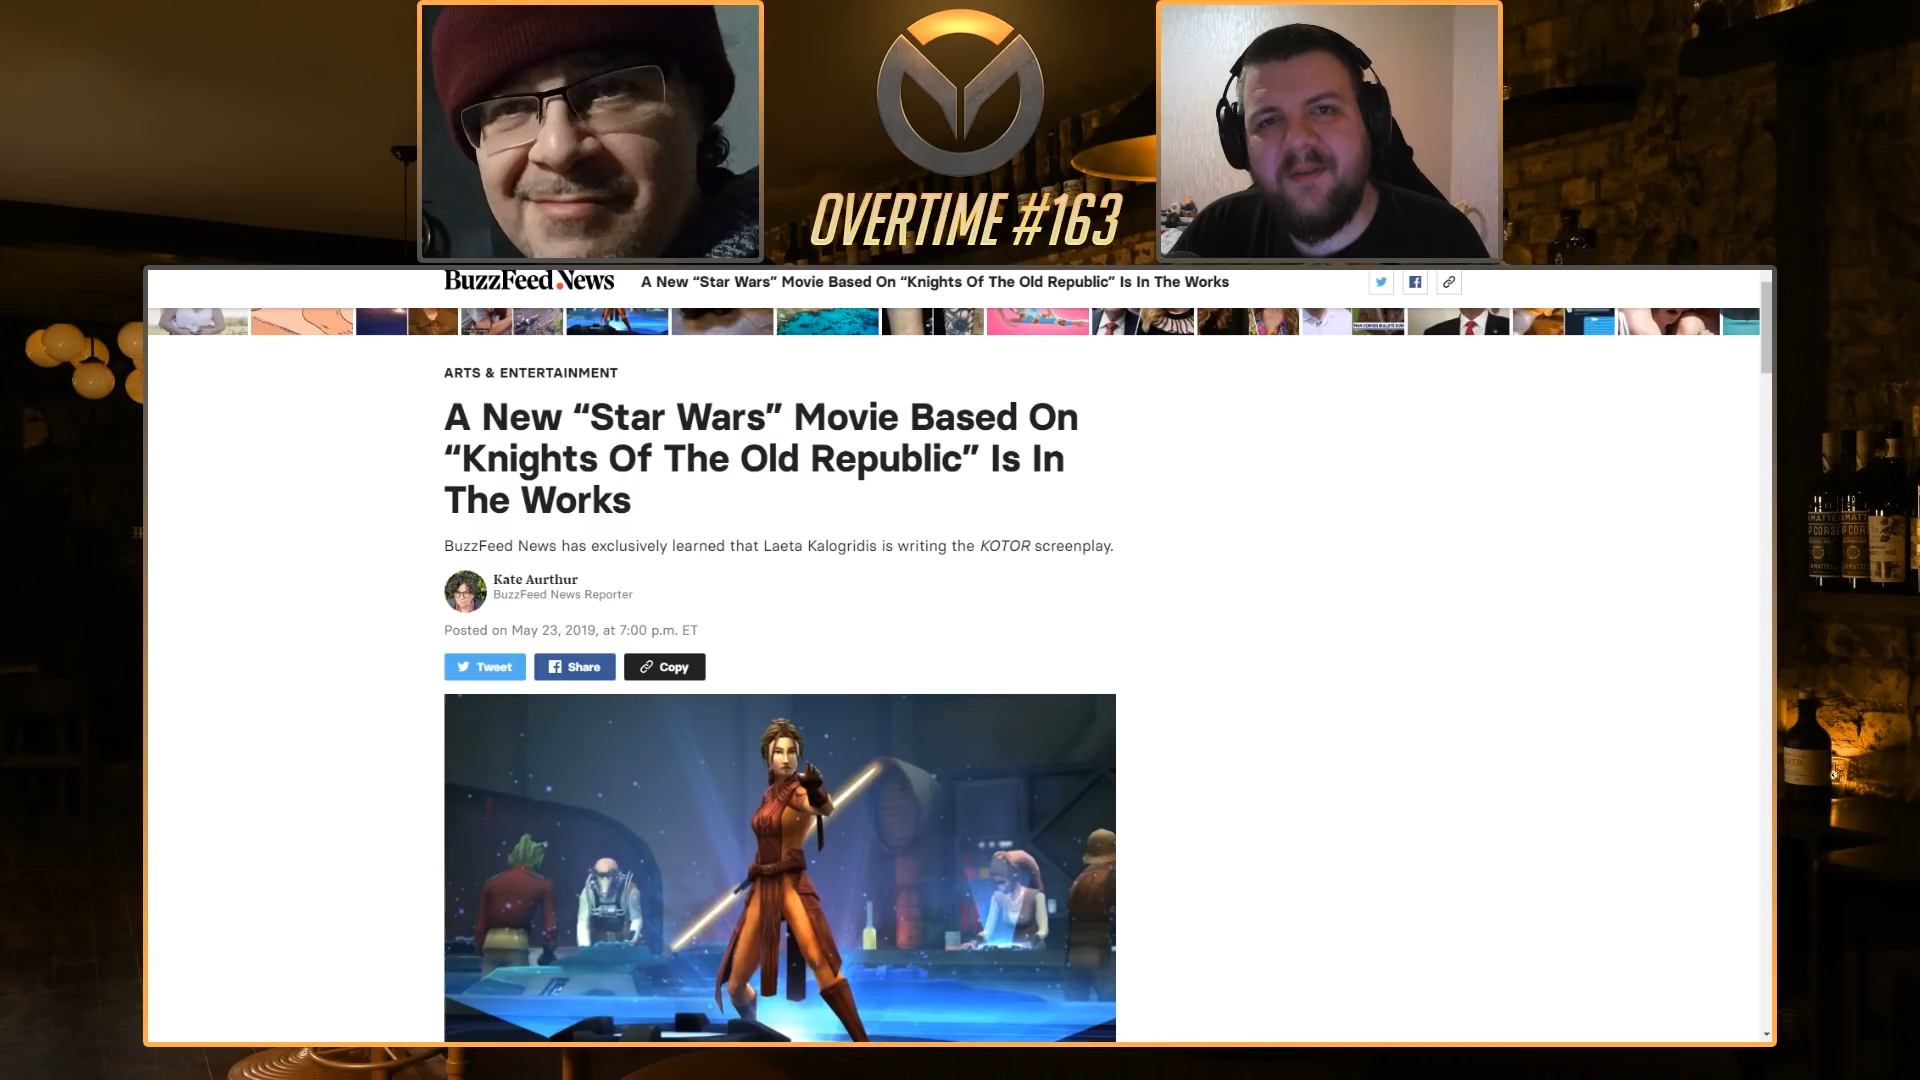 OVERTIME #163
BuzzFeed News
A New “Star Wars” Movie Based On “Knights Of The Old Republic” Is In The Works
ARTS & ENTERTAINMENT
A New “Star Wars” Movie Based On
“Knights Of The Old Republic” Is In
The Works
BuzzFeed News has exclusively learned that Laeta Kalogridis is writing the KOTOR screenplay.
Kate Aurthur
BuzzFeed News Reporter
Posted on May 23, 2019, at 7:00 p.m. ET
Tweet
Share
Copy